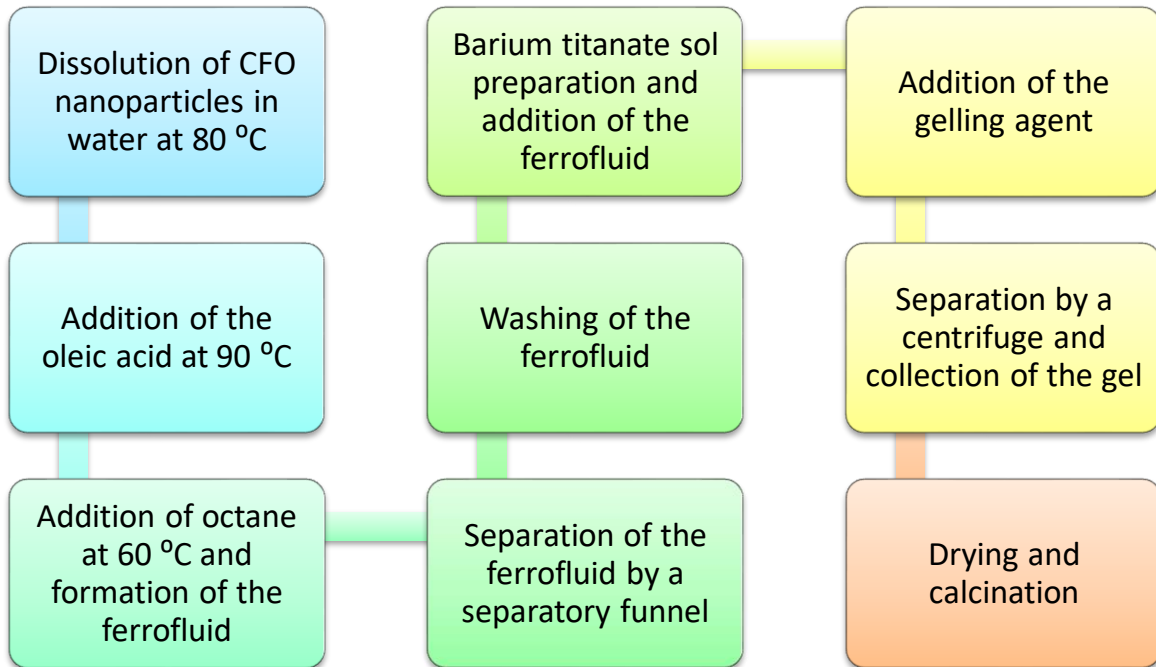 Dissolution of CFO
nanoparticles in
water at 80 ⁰C
Addition of the
oleic acid at 90 ⁰C
Addition of octane
at 60 ⁰C and
formation of the
ferrofluid
Separation of the
ferrofluid by a
separatory funnel
Washing of the
ferrofluid
Barium titanate sol
preparation and
addition of the
ferrofluid
Addition of the
gelling agent
Separation by a
centrifuge and
collection of the gel
Drying and
calcination